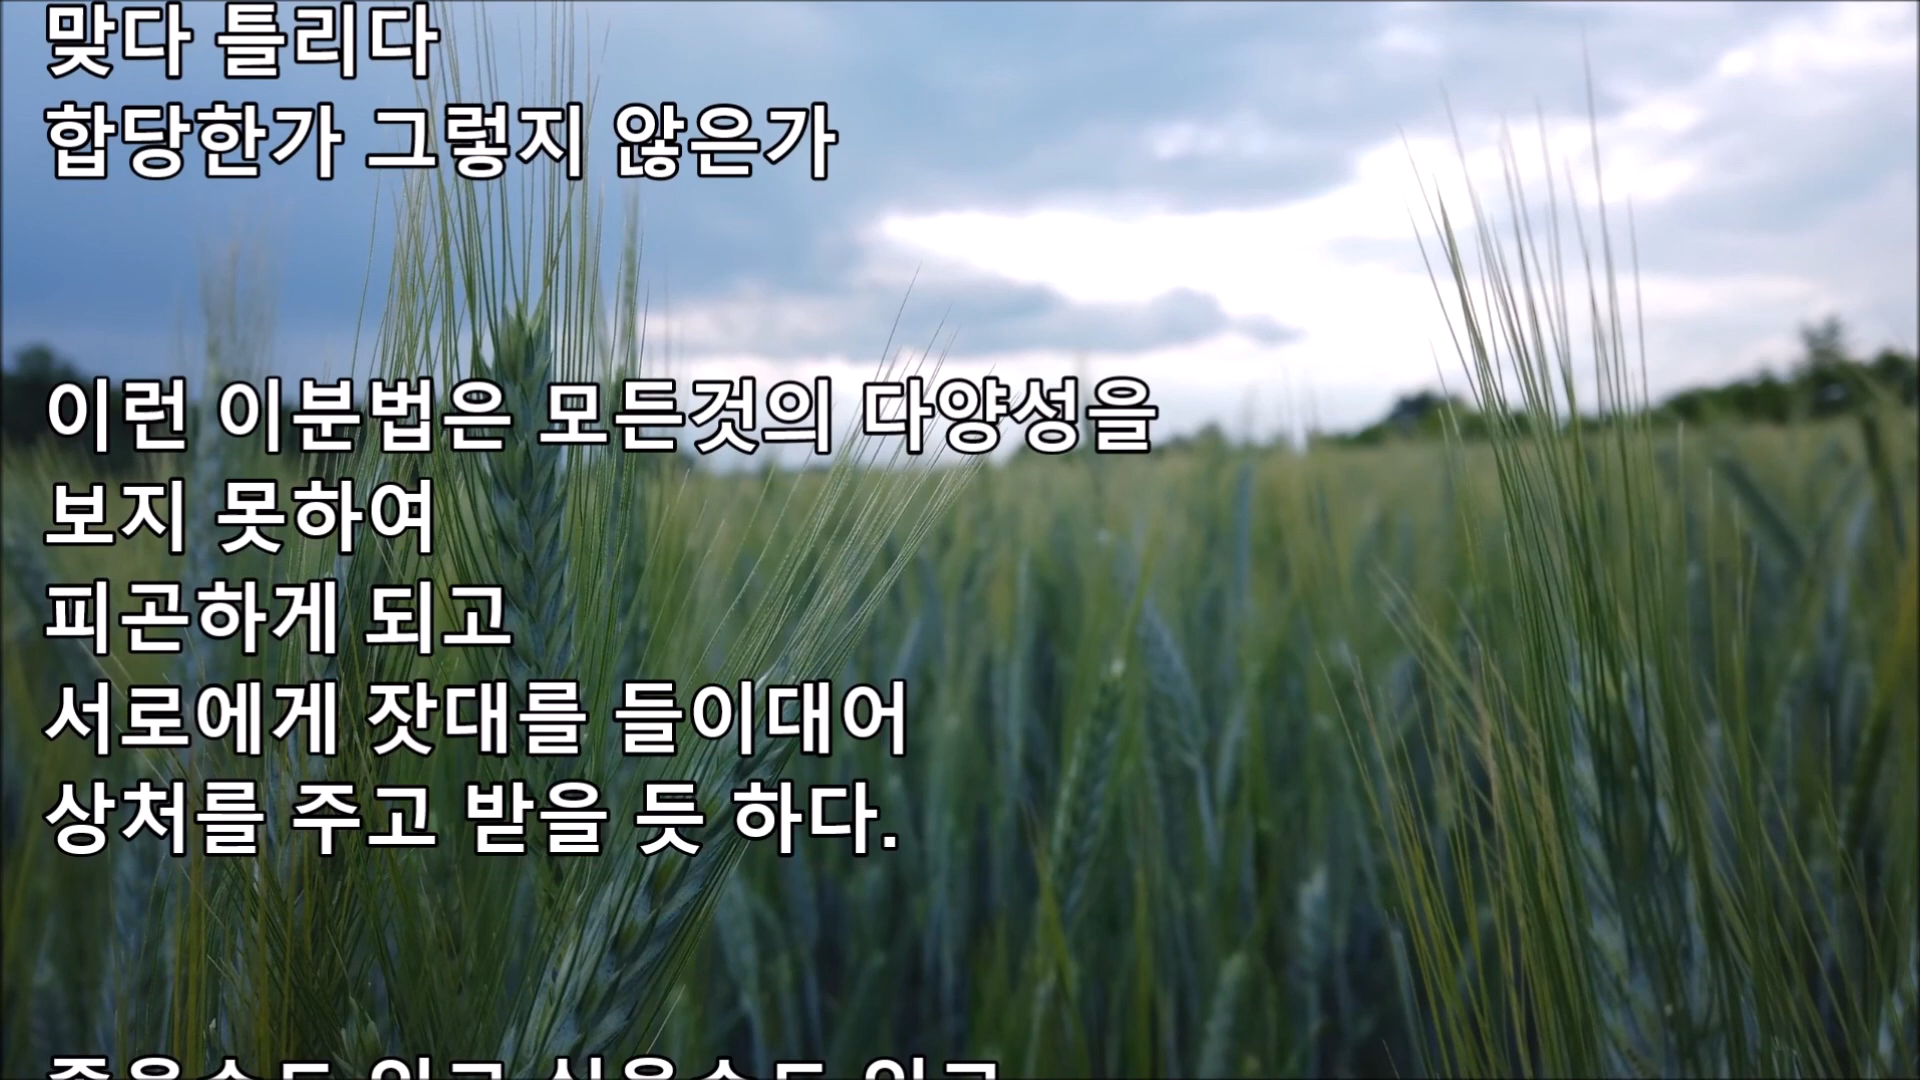 맞다 틀리다
합당한가 그렇지 않은가
이런 이분법은 모든것의 다양성을
보지 못하여
피곤하게 되고
서로에게 잣대를 들이대어
상처를 주고 받을 듯 하다.